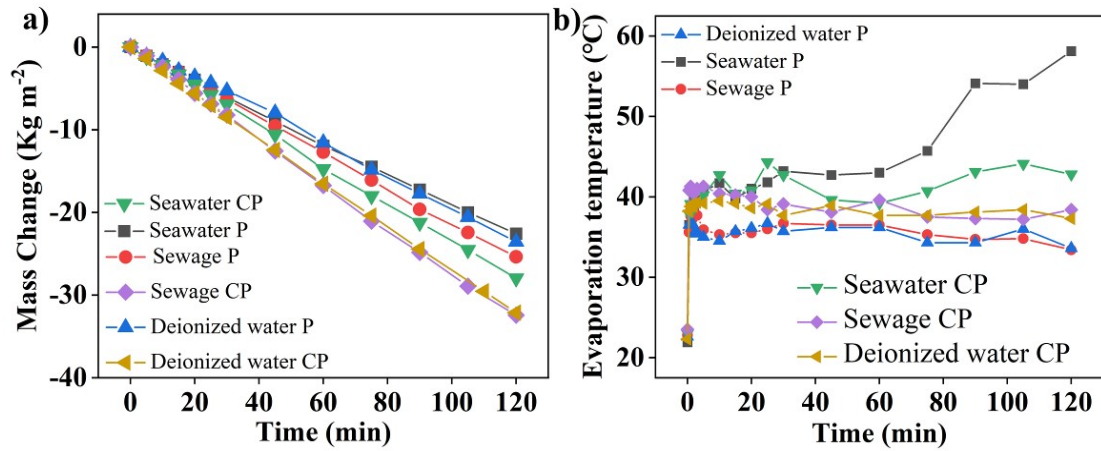 a)
Mass Change (Kg m⁻²)
0
-10
-20
-30
-40
Seawater CP
Seawater P
Sewage P
Sewage CP
Deionized water P
Deionized water CP
0 20 40 60 80 100 120
Time (min)
b)
Evaporation temperature (°C)
60
50
40
30
20
Deionized water P
Seawater P
Sewage P
Seawater CP
Sewage CP
Deionized water CP
0 20 40 60 80 100 120
Time (min)